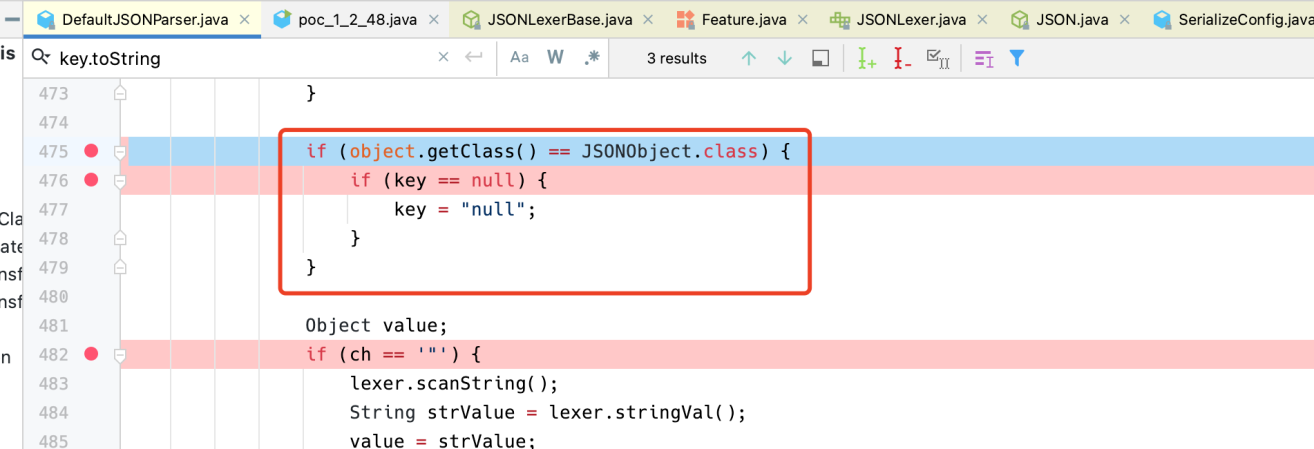 DefaultJSONParser.java × poc_1_2_48.java × JSONLexerBase.java × Feature.java × JSONLexer.java × JSON.java × SerializeConfig.java
is key.toString × Aa W .* 3 results
473 }
474
475 if (object.getClass() == JSONObject.class) {
476 if (key == null) {
477 key = "null";
478 }
479 }
480
481 Object value;
482 if (ch == '"') {
483 lexer.scanString();
484 String strValue = lexer.stringVal();
485 value = strValue;
Cla
ate
nsf
nsf
n